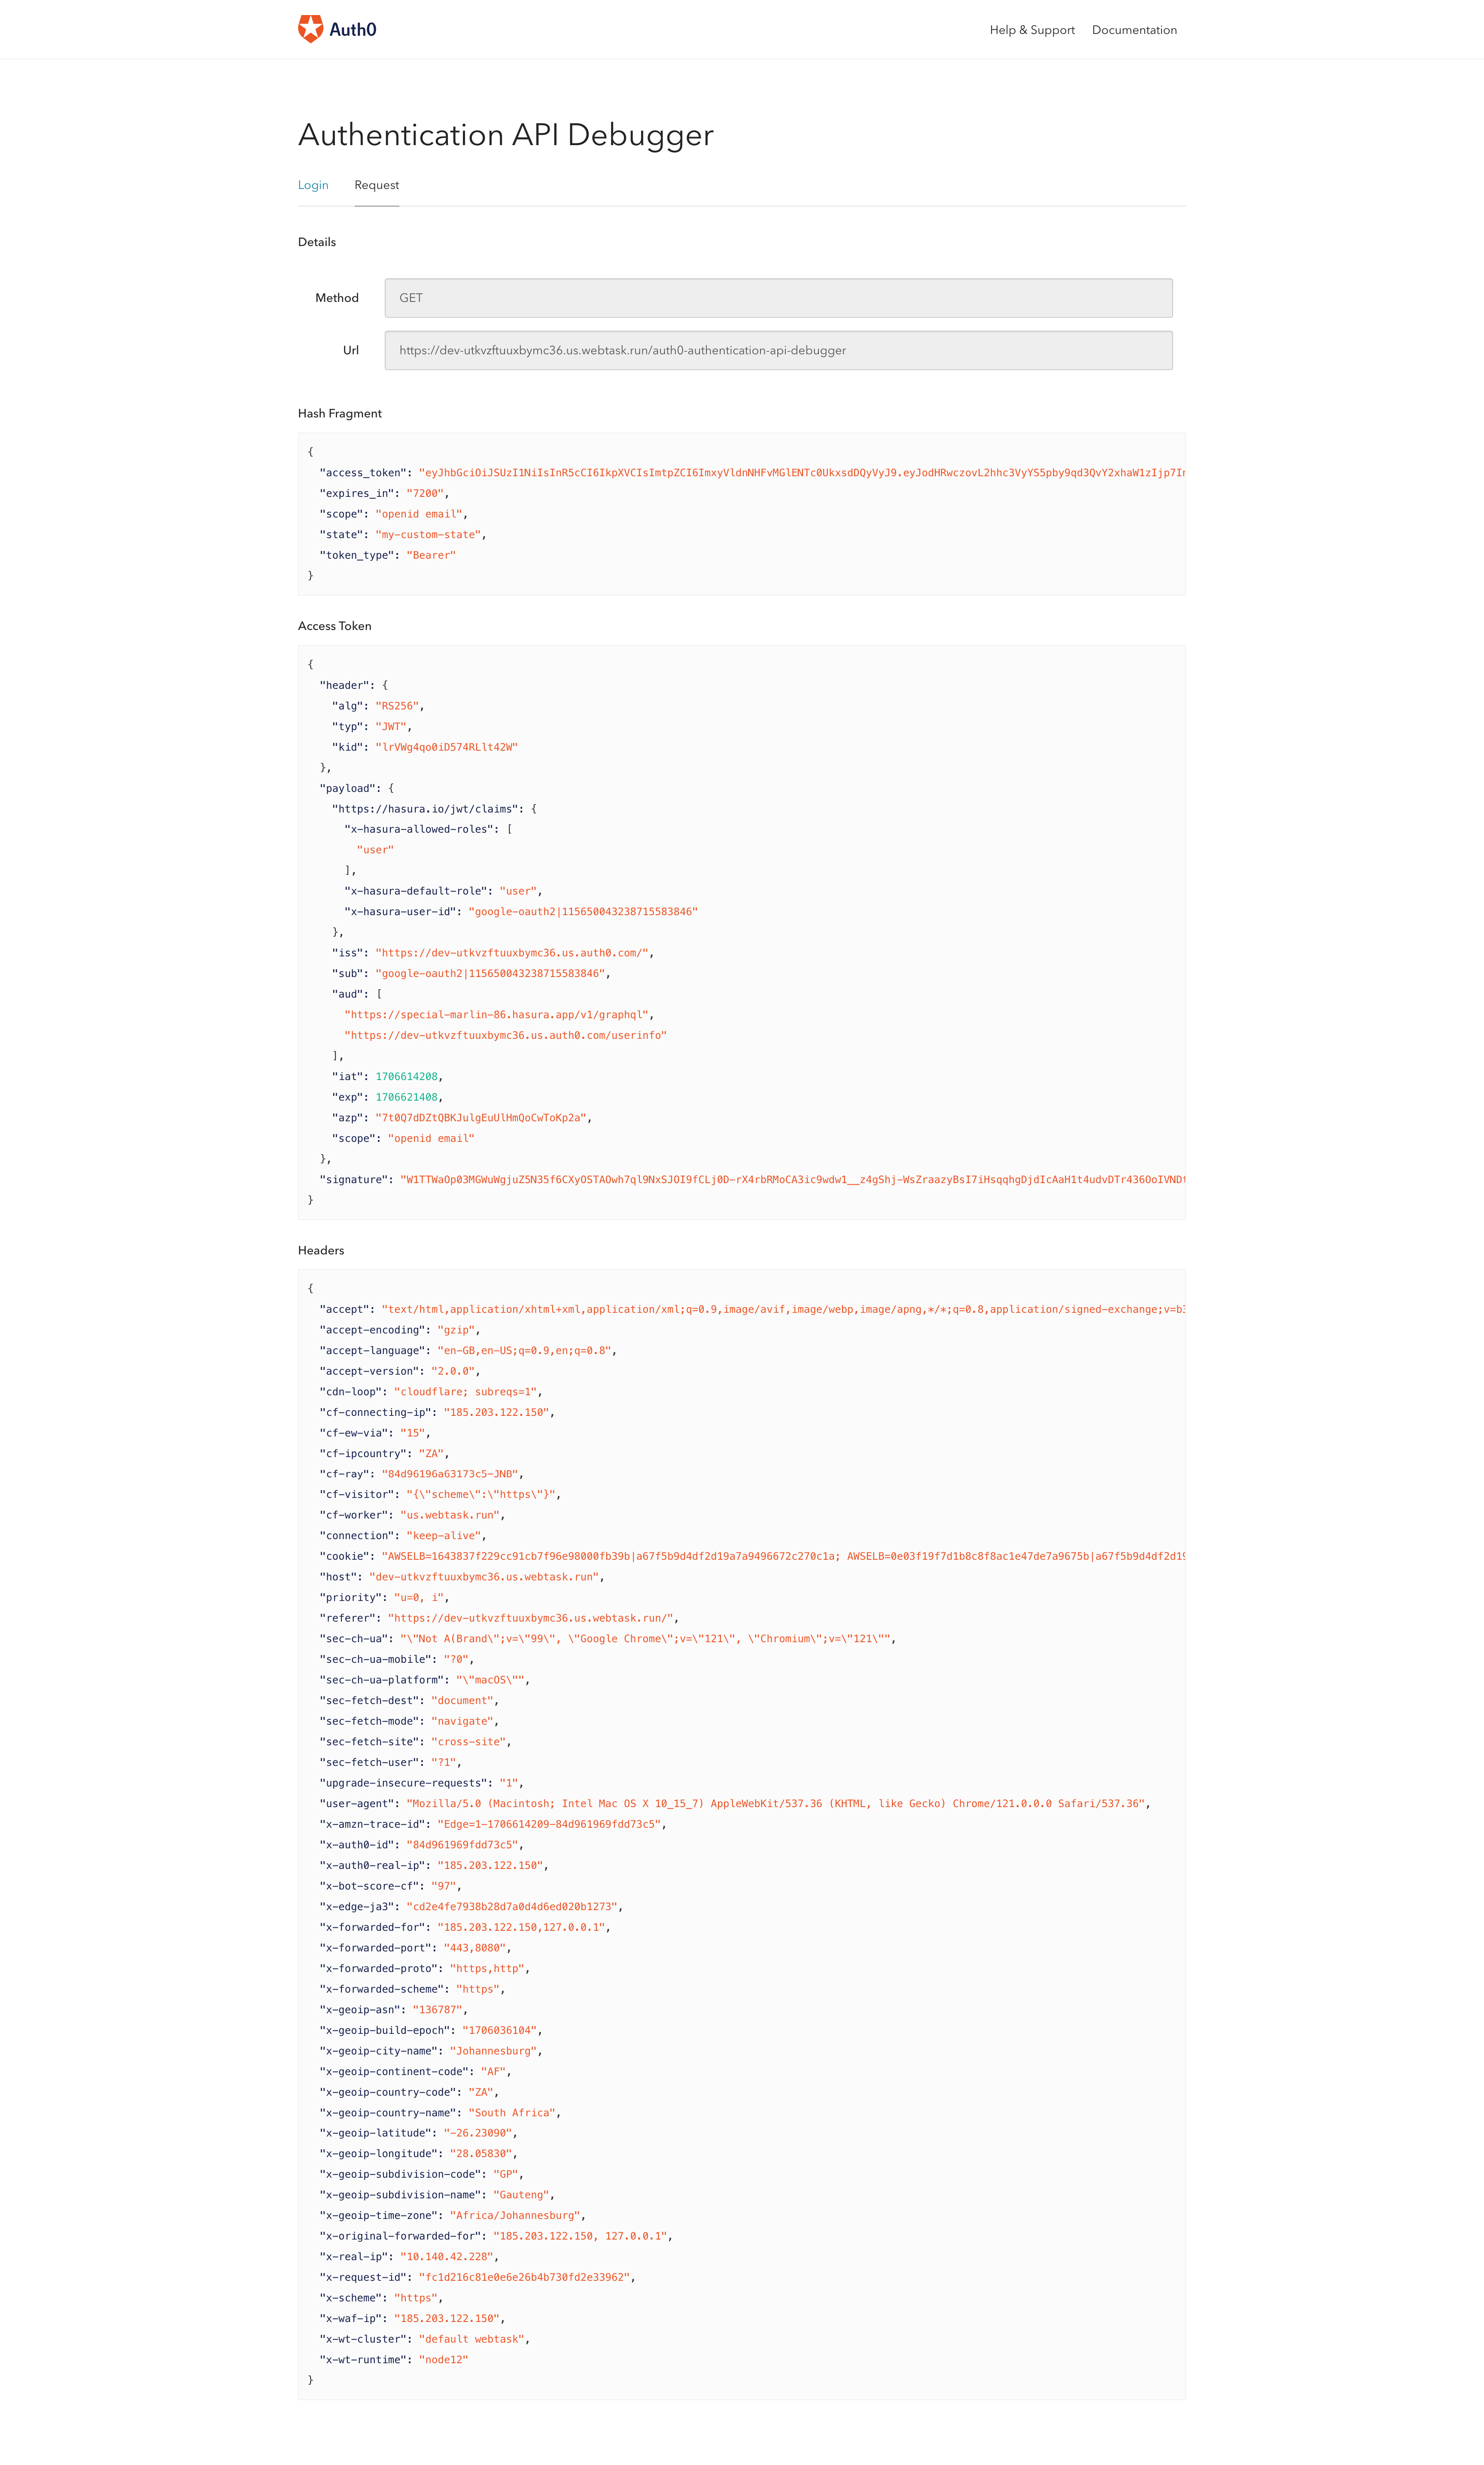 Auth0
Help & Support
Documentation
Authentication API Debugger
Login
Request
Details
Method
GET
Url
https://dev-utkvzftuuxbymc36.us.webtask.run/auth0-authentication-api-debugger
Hash Fragment
{
"access_token": "eyJhbGciOiJSUzI1NiIsInR5cCI6IkpXVCIsImtpZCI6ImxyVldnNHFvMGlENTc0UkxsdDQyVyJ9.eyJodHRwczovL2hhc3VyYS5pby9qd3QvY2xhaW1zIjp7In
"expires_in": "7200",
"scope": "openid email",
"state": "my-custom-state",
"token_type": "Bearer"
}
Access Token
{
"header": {
"alg": "RS256",
"typ": "JWT",
"kid": "lrVWg4qo0iD574RLlt42W"
},
"payload": {
"https://hasura.io/jwt/claims": {
"x-hasura-allowed-roles": [
"user"
],
"x-hasura-default-role": "user",
"x-hasura-user-id": "google-oauth2|115650043238715583846"
},
"iss": "https://dev-utkvzftuuxbymc36.us.auth0.com/",
"sub": "google-oauth2|115650043238715583846",
"aud": [
"https://special-marlin-86.hasura.app/v1/graphql",
"https://dev-utkvzftuuxbymc36.us.auth0.com/userinfo"
],
"iat": 1706614208,
"exp": 1706621408,
"azp": "7t0Q7dDZtQBKJulgEuUlHmQoCwToKp2a",
"scope": "openid email"
},
"signature": "W1TTWaOp03MGWuWgjuZ5N35f6CXyOSTAOwh7ql9NxSJOI9fCLj0D-rX4rbRMoCA3ic9wdw1__z4gShj-WsZraazyBsI7iHsqqhgDjdIcAaH1t4udvDTr436OoIVNDt
}
Headers
{
"accept": "text/html,application/xhtml+xml,application/xml;q=0.9,image/avif,image/webp,image/apng,*/*;q=0.8,application/signed-exchange;v=b3
"accept-encoding": "gzip",
"accept-language": "en-GB,en-US;q=0.9,en;q=0.8",
"accept-version": "2.0.0",
"cdn-loop": "cloudflare; subreqs=1",
"cf-connecting-ip": "185.203.122.150",
"cf-ew-via": "15",
"cf-ipcountry": "ZA",
"cf-ray": "84d96196a63173c5-JNB",
"cf-visitor": "{\"scheme\":\"https\"}",
"cf-worker": "us.webtask.run",
"connection": "keep-alive",
"cookie": "AWSELB=1643837f229cc91cb7f96e98000fb39b|a67f5b9d4df2d19a7a9496672c270c1a; AWSELB=0e03f19f7d1b8c8f8ac1e47de7a9675b|a67f5b9d4df2d19
"host": "dev-utkvzftuuxbymc36.us.webtask.run",
"priority": "u=0, i",
"referer": "https://dev-utkvzftuuxbymc36.us.webtask.run/",
"sec-ch-ua": "\"Not A(Brand\";v=\"99\", \"Google Chrome\";v=\"121\", \"Chromium\";v=\"121\"",
"sec-ch-ua-mobile": "?0",
"sec-ch-ua-platform": "\"macOS\"",
"sec-fetch-dest": "document",
"sec-fetch-mode": "navigate",
"sec-fetch-site": "cross-site",
"sec-fetch-user": "?1",
"upgrade-insecure-requests": "1",
"user-agent": "Mozilla/5.0 (Macintosh; Intel Mac OS X 10_15_7) AppleWebKit/537.36 (KHTML, like Gecko) Chrome/121.0.0.0 Safari/537.36",
"x-amzn-trace-id": "Edge=1-1706614209-84d961969fdd73c5",
"x-auth0-id": "84d961969fdd73c5",
"x-auth0-real-ip": "185.203.122.150",
"x-bot-score-cf": "97",
"x-edge-ja3": "cd2e4fe7938b28d7a0d4d6ed020b1273",
"x-forwarded-for": "185.203.122.150,127.0.0.1",
"x-forwarded-port": "443,8080",
"x-forwarded-proto": "https,http",
"x-forwarded-scheme": "https",
"x-geoip-asn": "136787",
"x-geoip-build-epoch": "1706036104",
"x-geoip-city-name": "Johannesburg",
"x-geoip-continent-code": "AF",
"x-geoip-country-code": "ZA",
"x-geoip-country-name": "South Africa",
"x-geoip-latitude": "-26.23090",
"x-geoip-longitude": "28.05830",
"x-geoip-subdivision-code": "GP",
"x-geoip-subdivision-name": "Gauteng",
"x-geoip-time-zone": "Africa/Johannesburg",
"x-original-forwarded-for": "185.203.122.150, 127.0.0.1",
"x-real-ip": "10.140.42.228",
"x-request-id": "fc1d216c81e0e6e26b4b730fd2e33962",
"x-scheme": "https",
"x-waf-ip": "185.203.122.150",
"x-wt-cluster": "default webtask",
"x-wt-runtime": "node12"
}